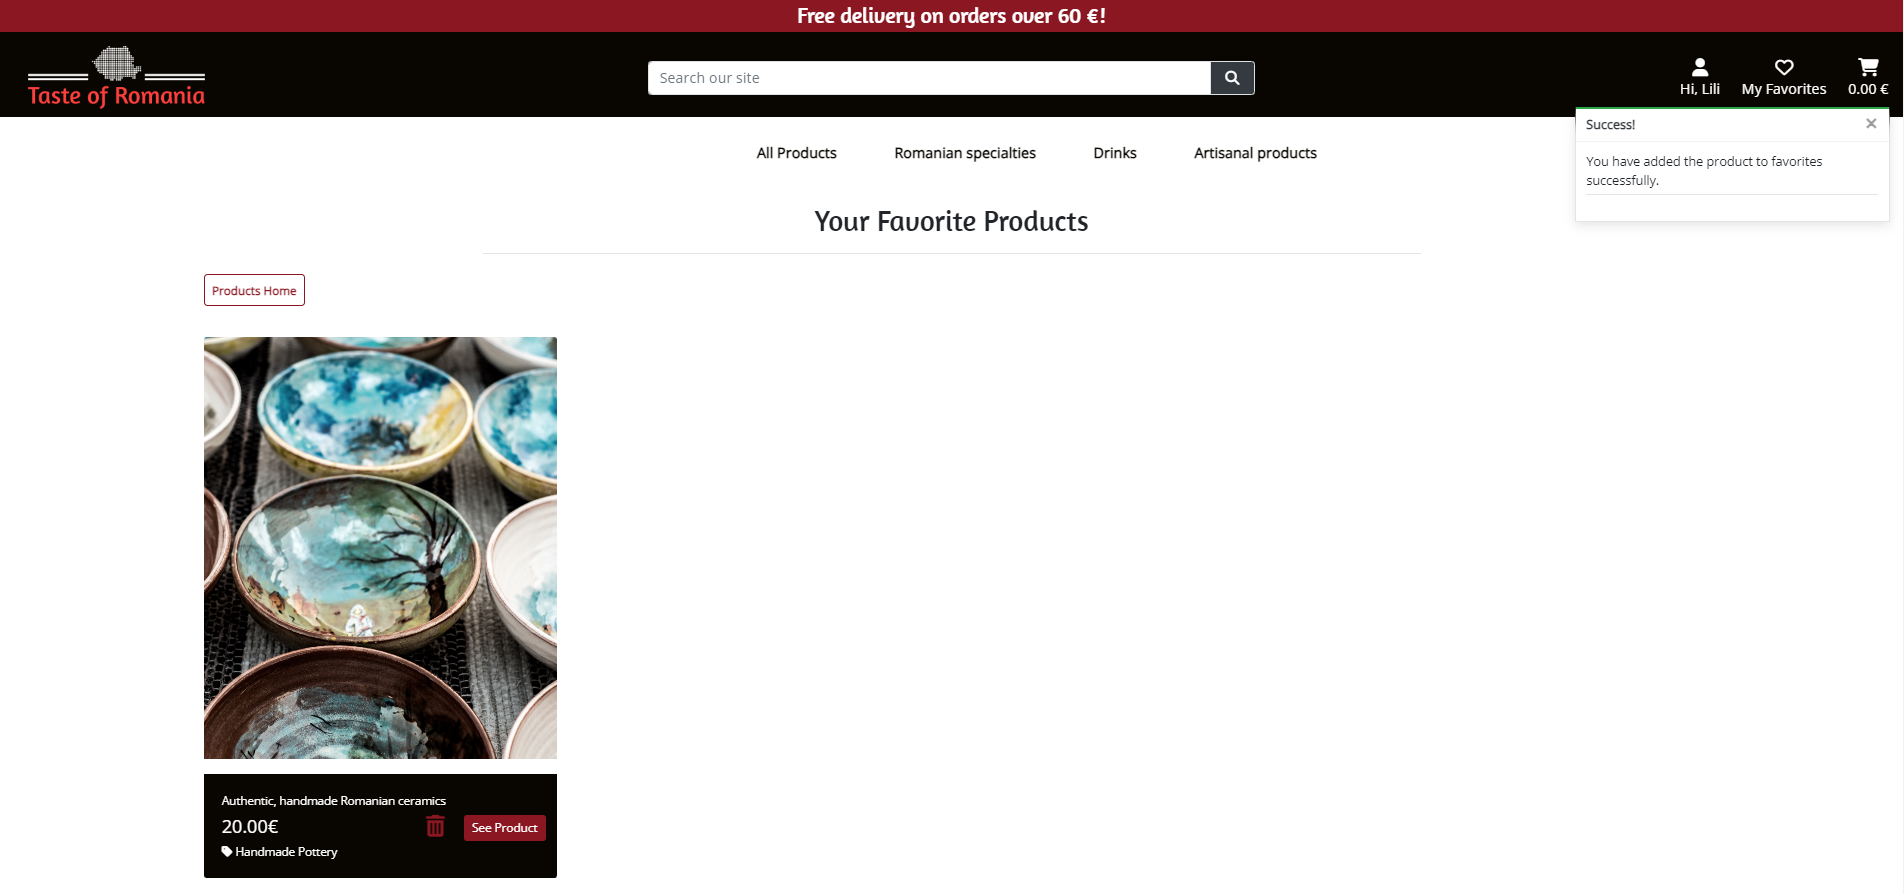 Free delivery on orders over 60 €!
Taste of Romania
Search our site
Hi, Lili
My Favorites
0.00 €
Success!
You have added the product to favorites
successfully.
All Products
Romanian specialties
Drinks
Artisanal products
Your Favorite Products
Products Home
Authentic, handmade Romanian ceramics
20.00€
See Product
Handmade Pottery